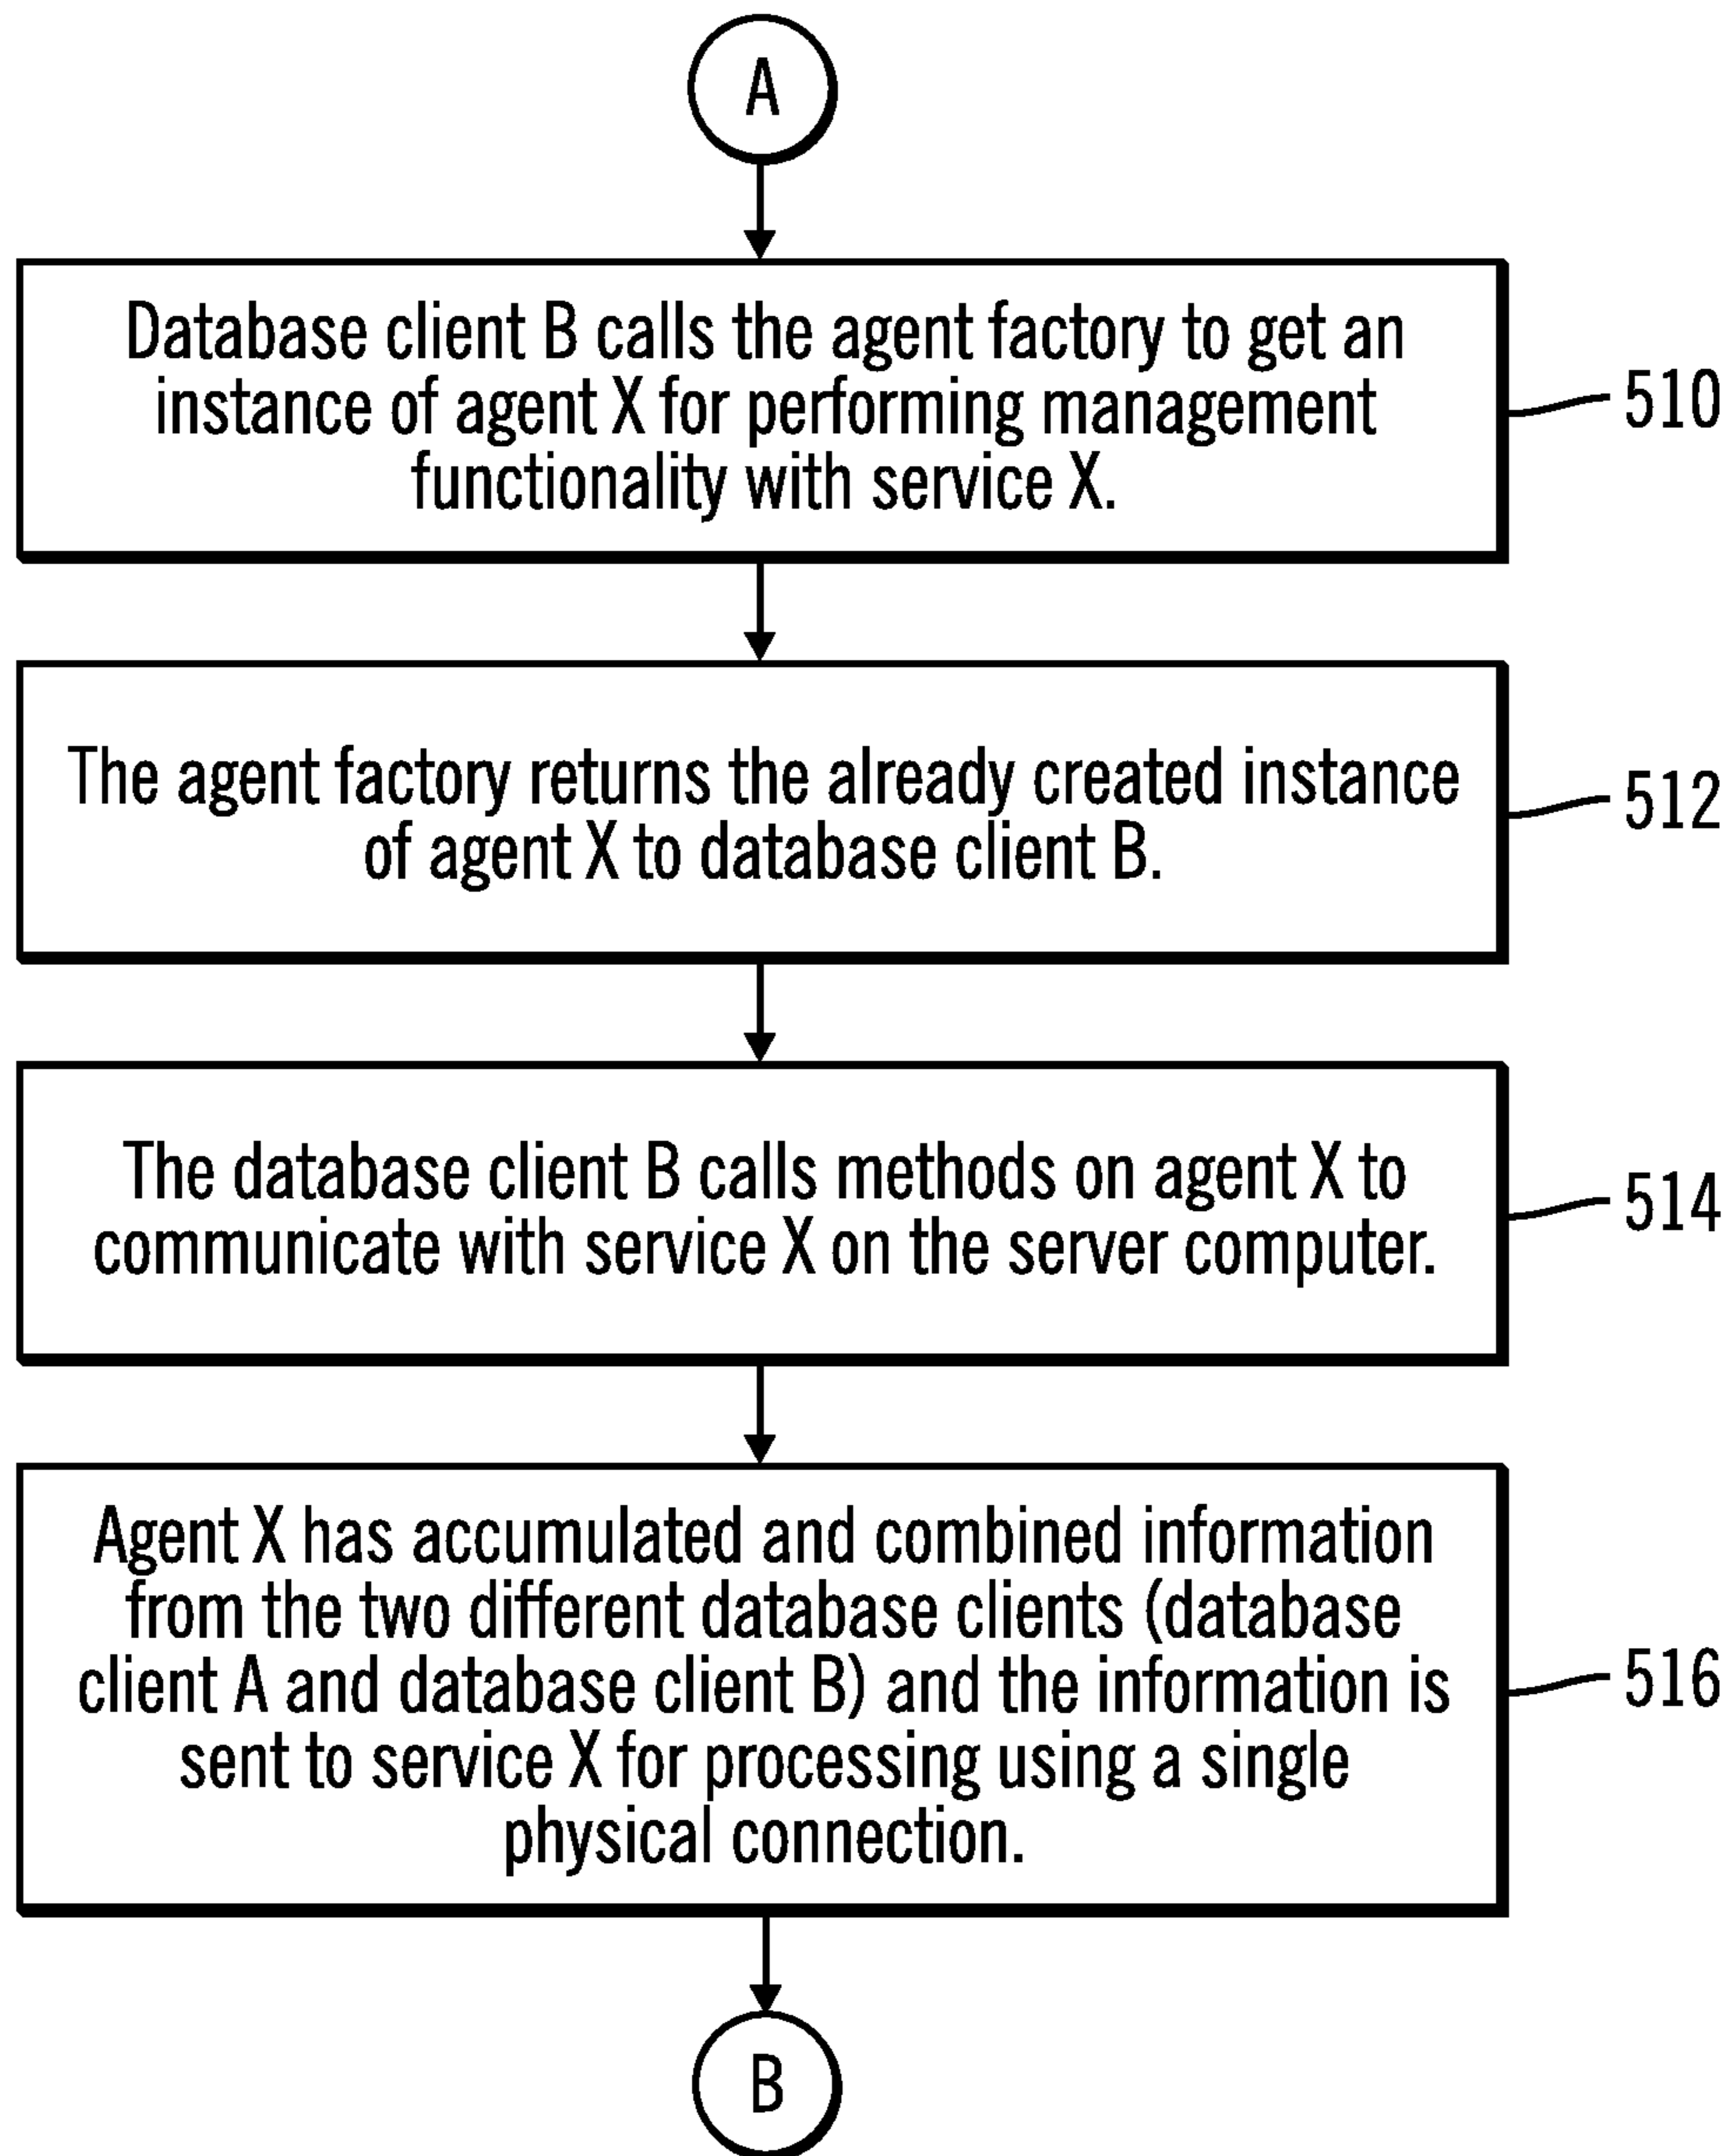 A
Database client B calls the agent factory to get an
instance of agent X for performing management
functionality with service X.
510
The agent factory returns the already created instance
of agent X to database client B.
512
The database client B calls methods on agent X to
communicate with service X on the server computer.
514
Agent X has accumulated and combined information
from the two different database clients (database
client A and database client B) and the information is
sent to service X for processing using a single
physical connection.
516
B